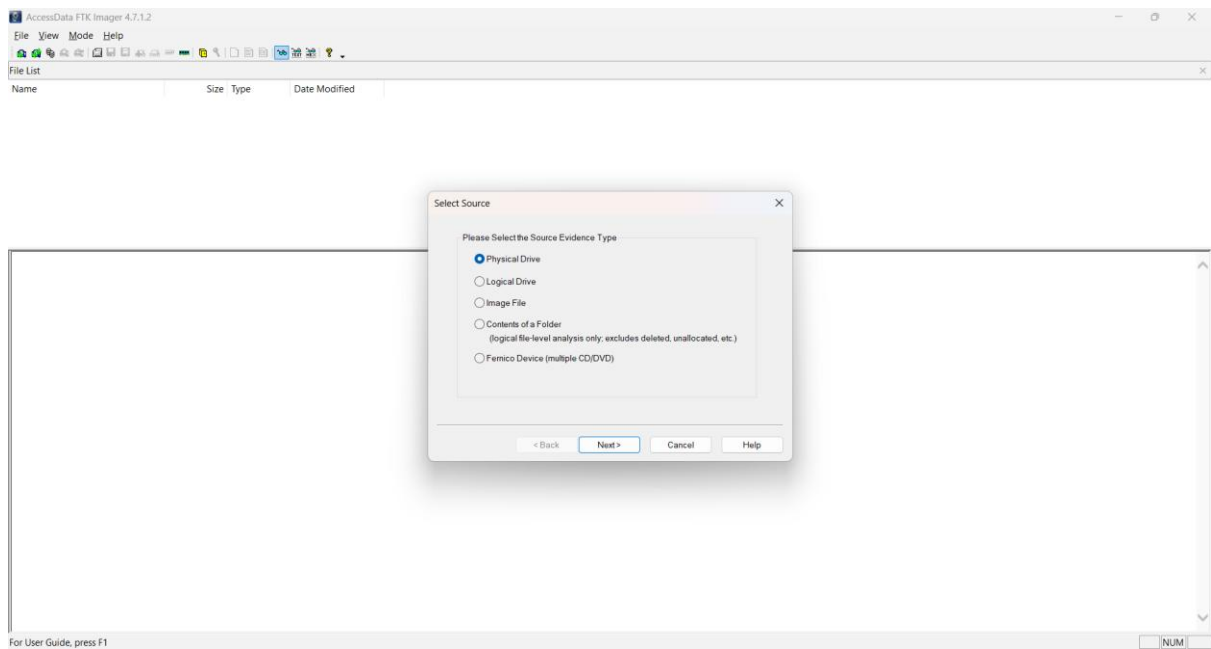 AccessData FTK Imager 4.7.1.2
File View Mode Help
File List
Name Size Type Date Modified
Select Source
Please Select the Source Evidence Type
Physical Drive
Logical Drive
Image File
Contents of a Folder
(logical file-level analysis only; excludes deleted, unallocated, etc.)
Fernico Device (multiple CD/DVD)
< Back Next > Cancel Help
For User Guide, press F1
NUM